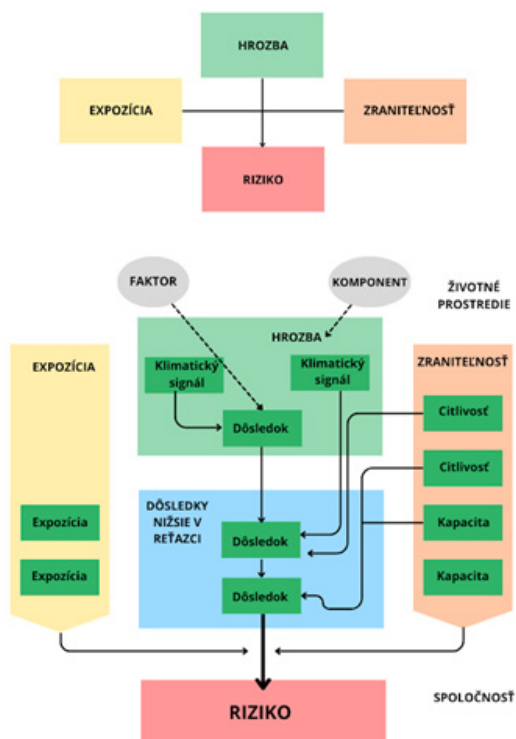 HROZBA
EXPOZÍCIA
ZRANITEĽNOSŤ
RIZIKO
FAKTOR
KOMPONENT
ŽIVOTNÉ
PROSTREDIE
HROZBA
EXPOZÍCIA
ZRANITEĽNOSŤ
Klimatický
signál
Klimatický
signál
Citlivosť
Dôsledok
Citlivosť
DÔSLEDKY
NIŽSIE V
REŤAZCI
Expozícia
Kapacita
Dôsledok
Expozícia
Kapacita
Dôsledok
RIZIKO
SPOLOČNOSŤ